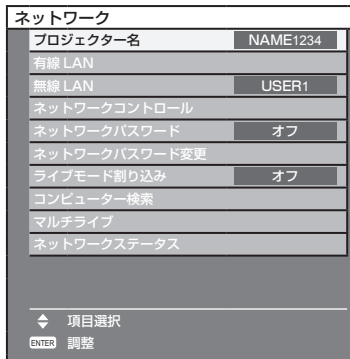 ネットワーク
プロジェクター名 NAME1234
有線 LAN
無線 LAN USER1
ネットワークコントロール
ネットワークパスワード オフ
ネットワークパスワード変更
ライブモード割り込み オフ
コンピューター検索
マルチライブ
ネットワークステータス
項目選択
ENTER 調整